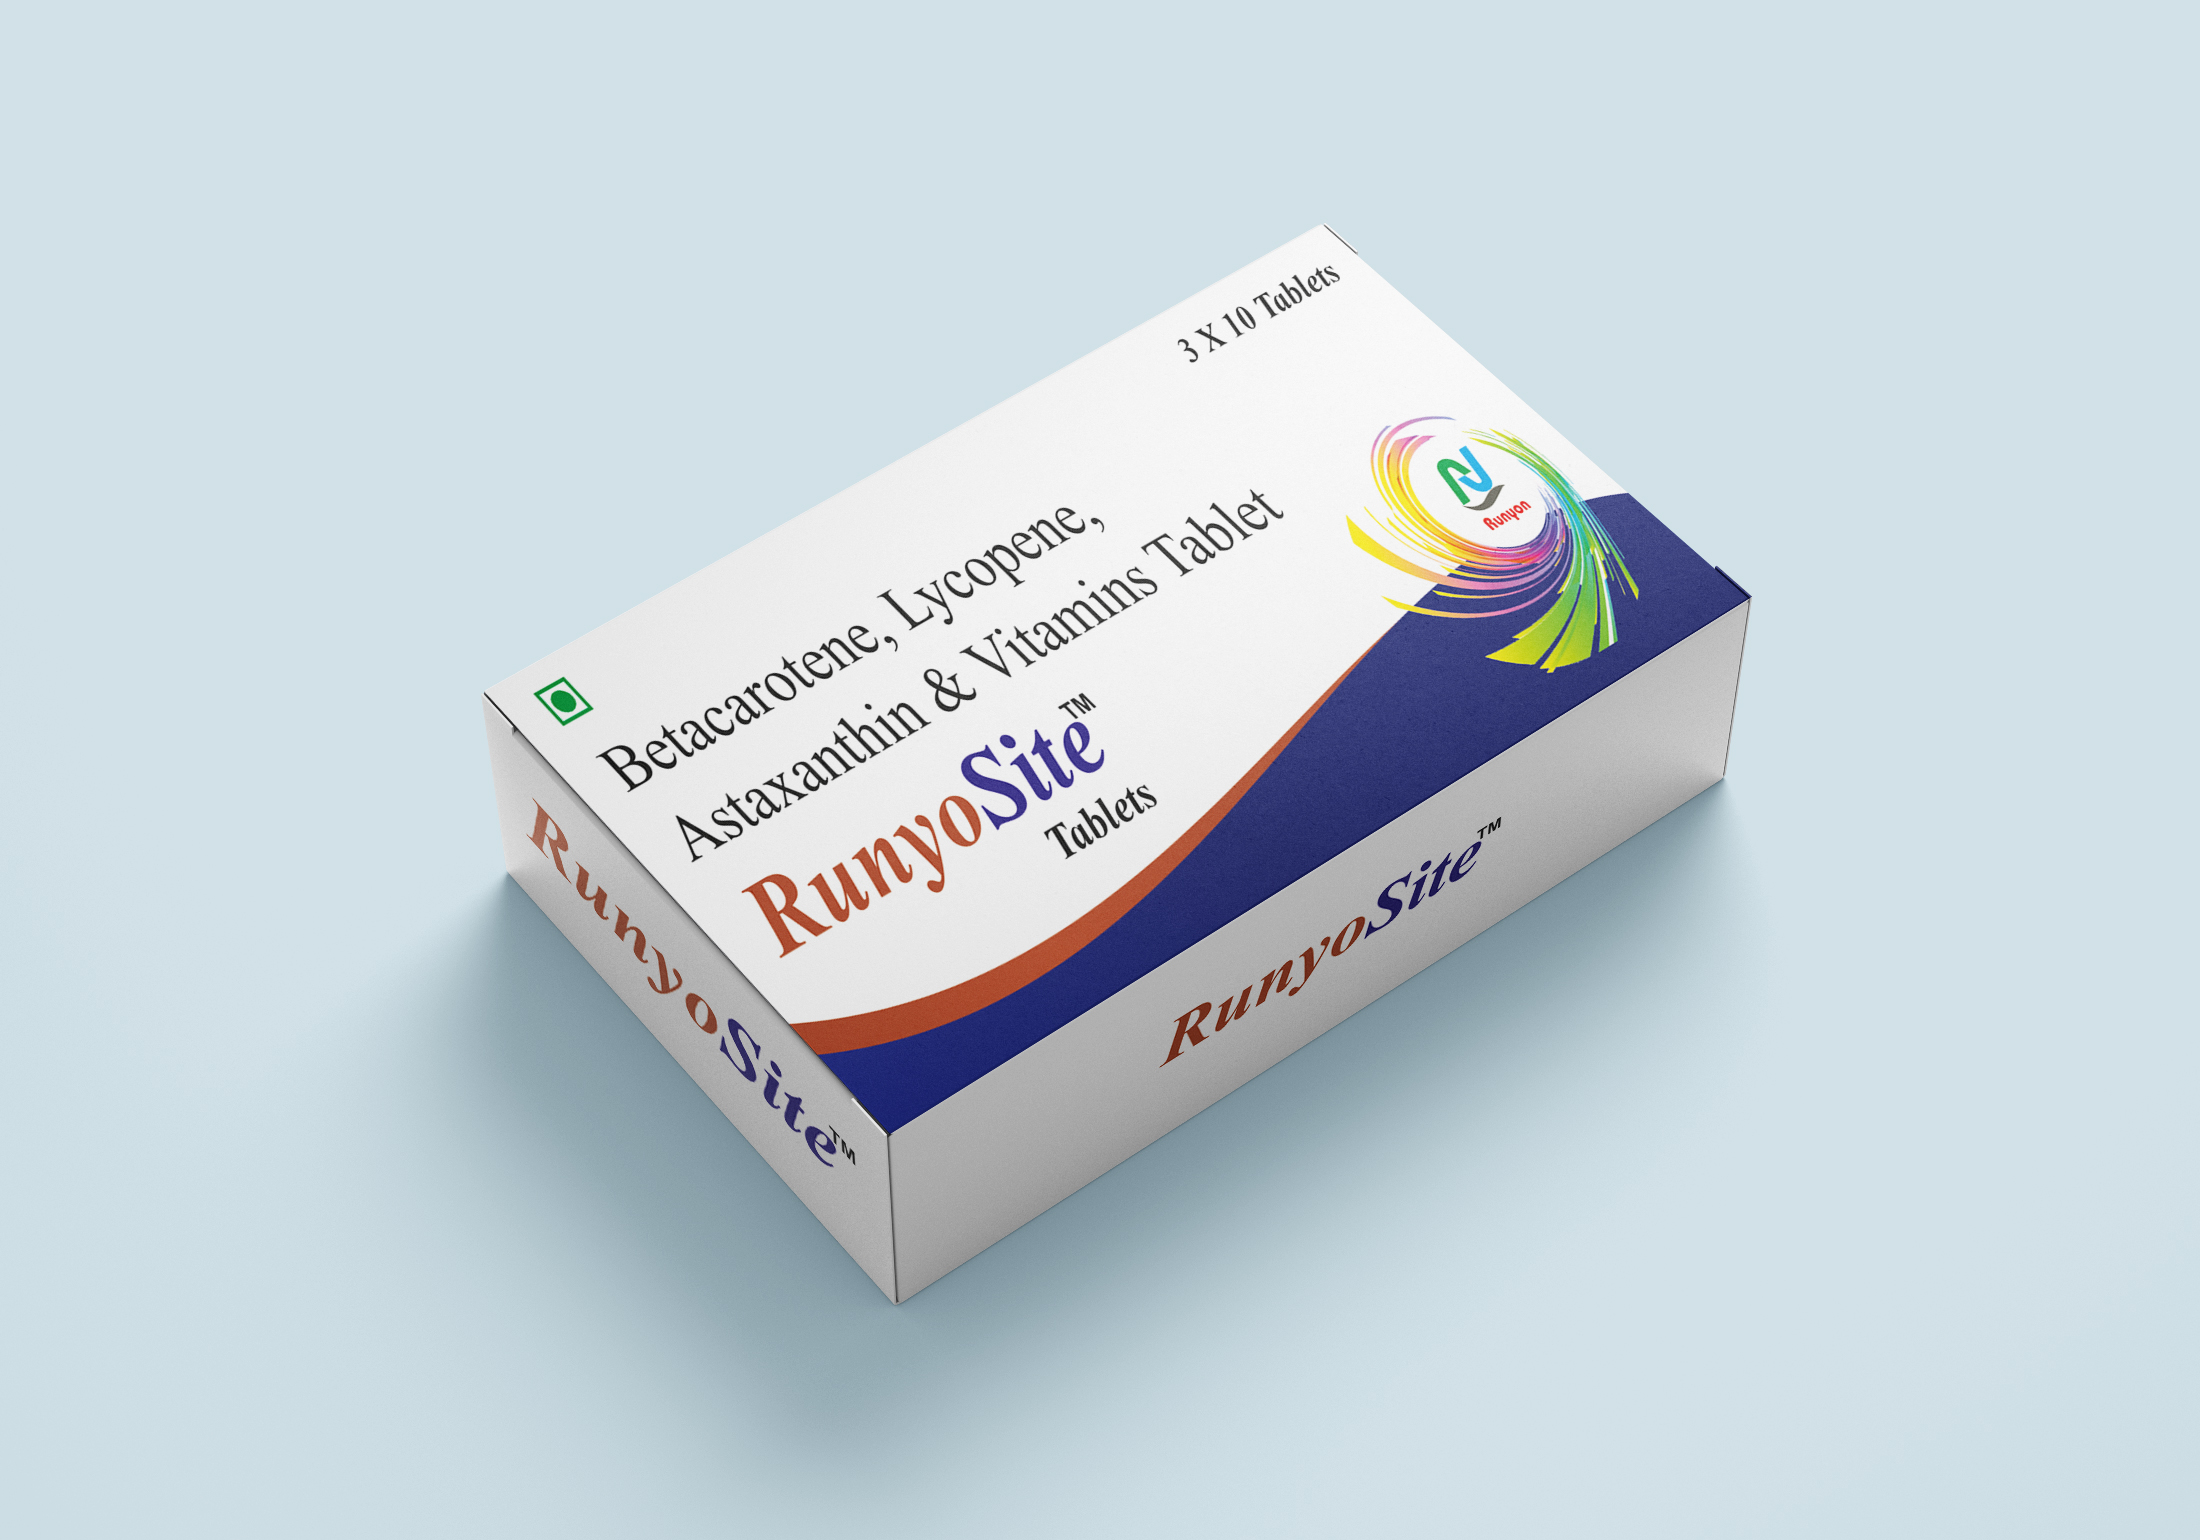 3 X 10 Tablets
Betacarotene, Lycopene,
Astaxanthin & Vitamins Tablet
RunyoSite™
Tablets
Runyon
RunyoSite™
RunyoSite™